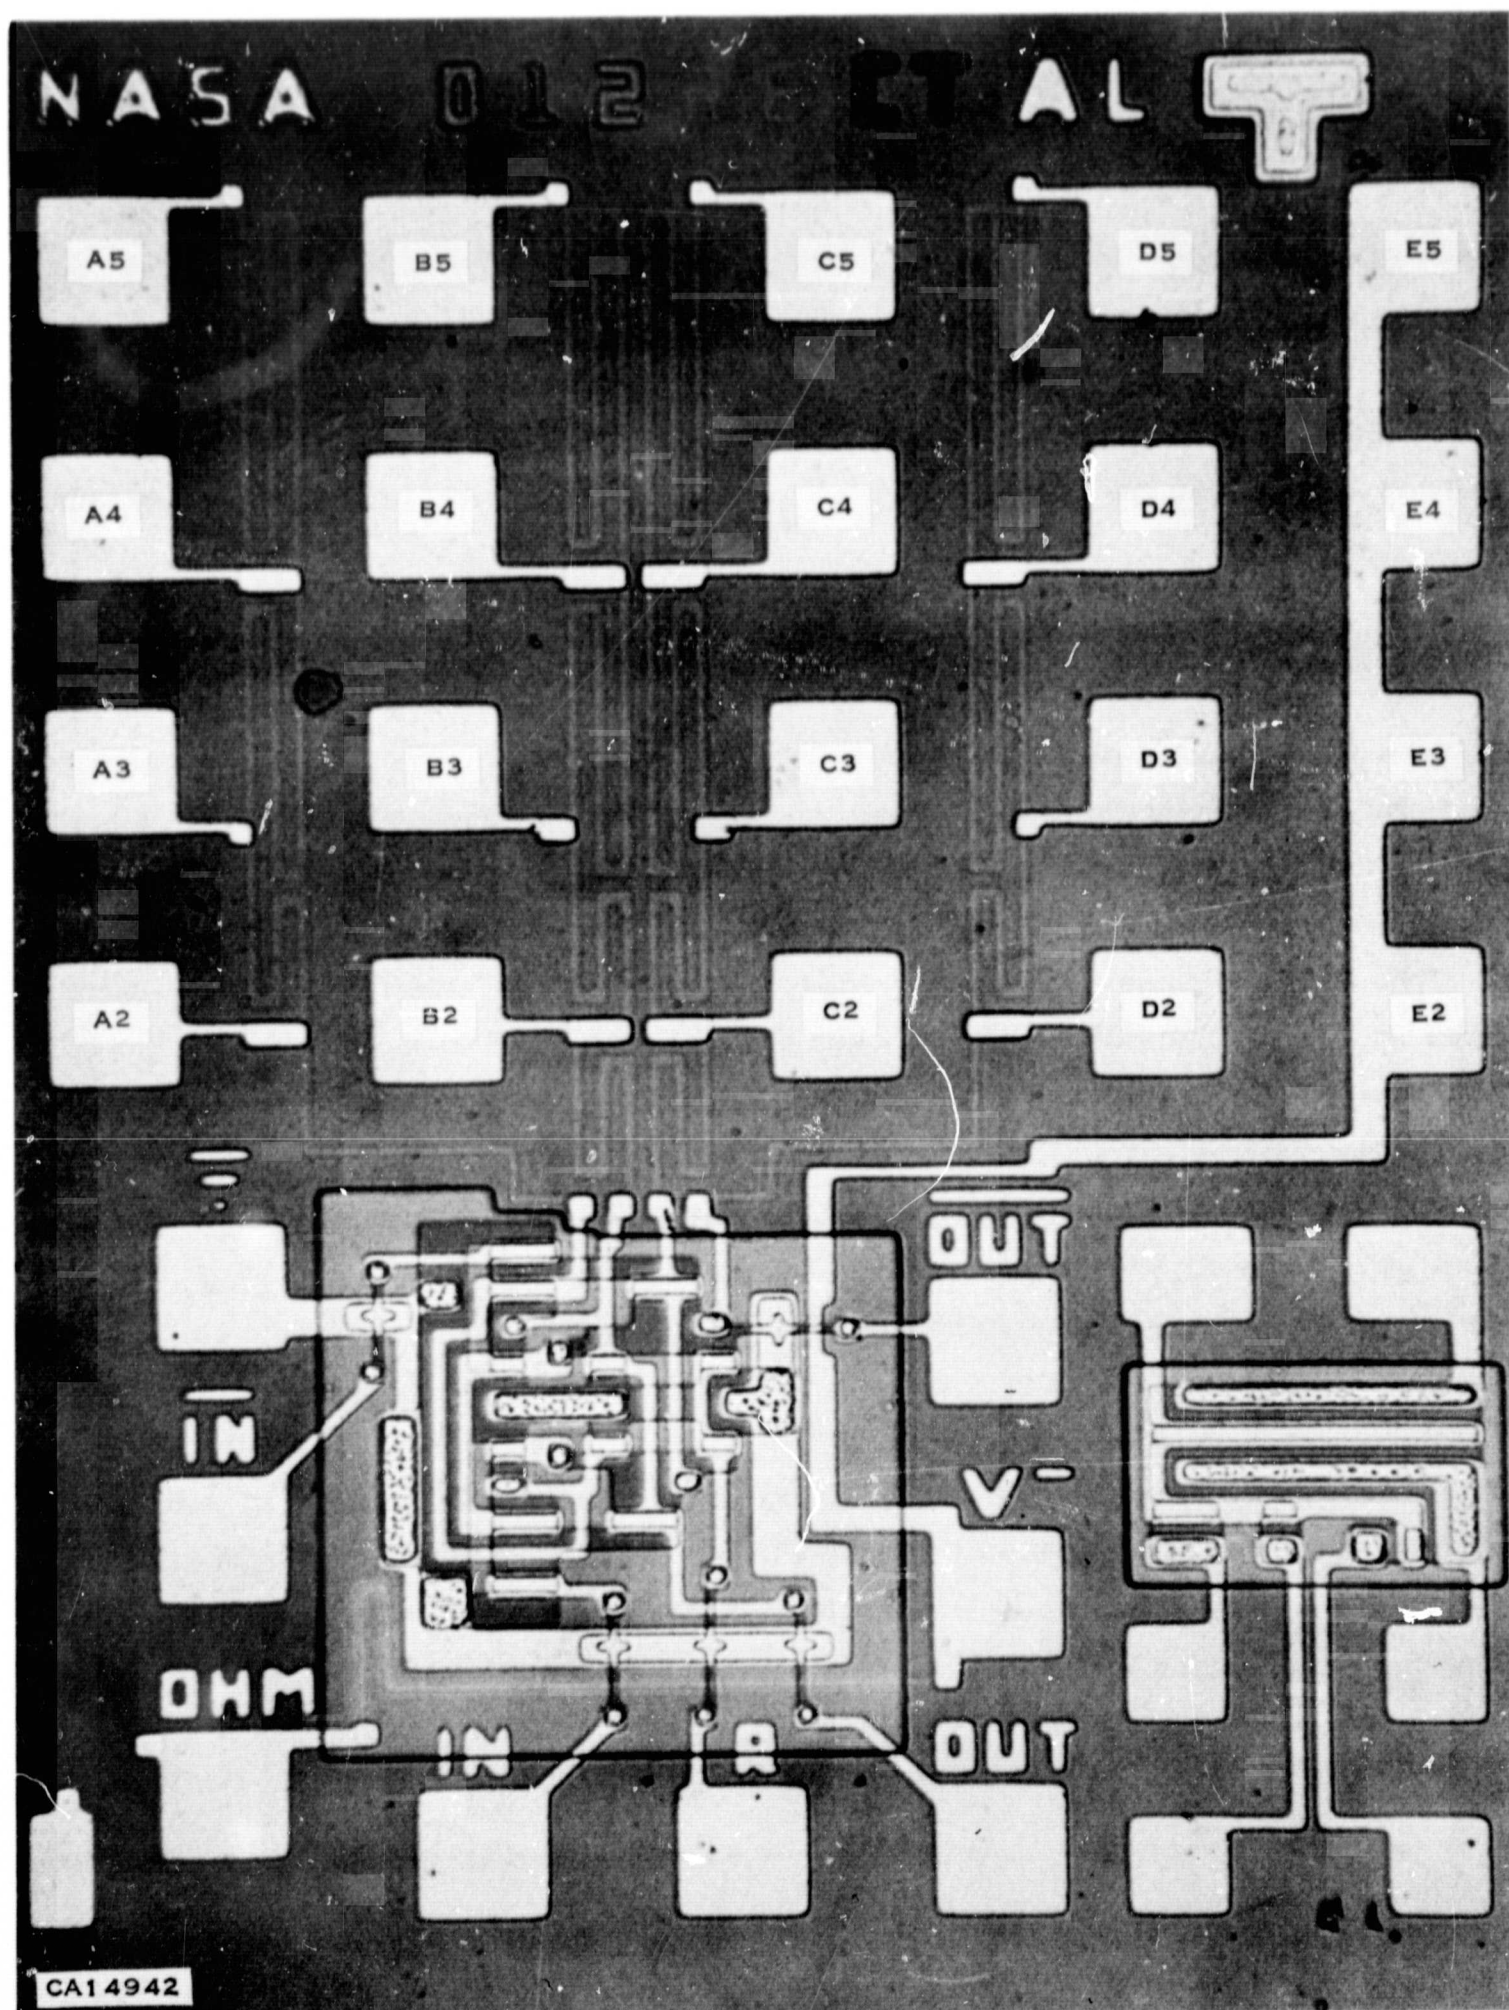 NASA 012 CT AL T
A5 B5 C5 D5 E5
A4 B4 C4 D4 E4
A3 B3 C3 D3 E3
A2 B2 C2 D2 E2
OUT
IN
V-
OHM
IN R OUT
CA14942